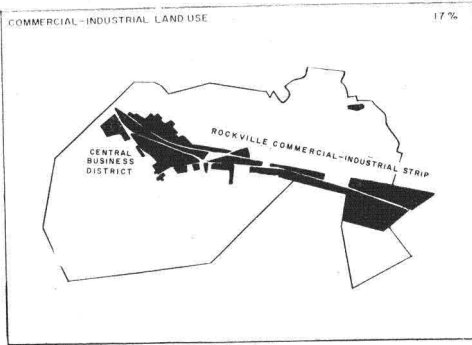 COMMERCIAL-INDUSTRIAL LAND USE 17%
ROCKVILLE COMMERCIAL-INDUSTRIAL STRIP
CENTRAL
BUSINESS
DISTRICT